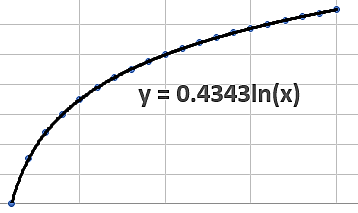 y = 0.4343ln(x)